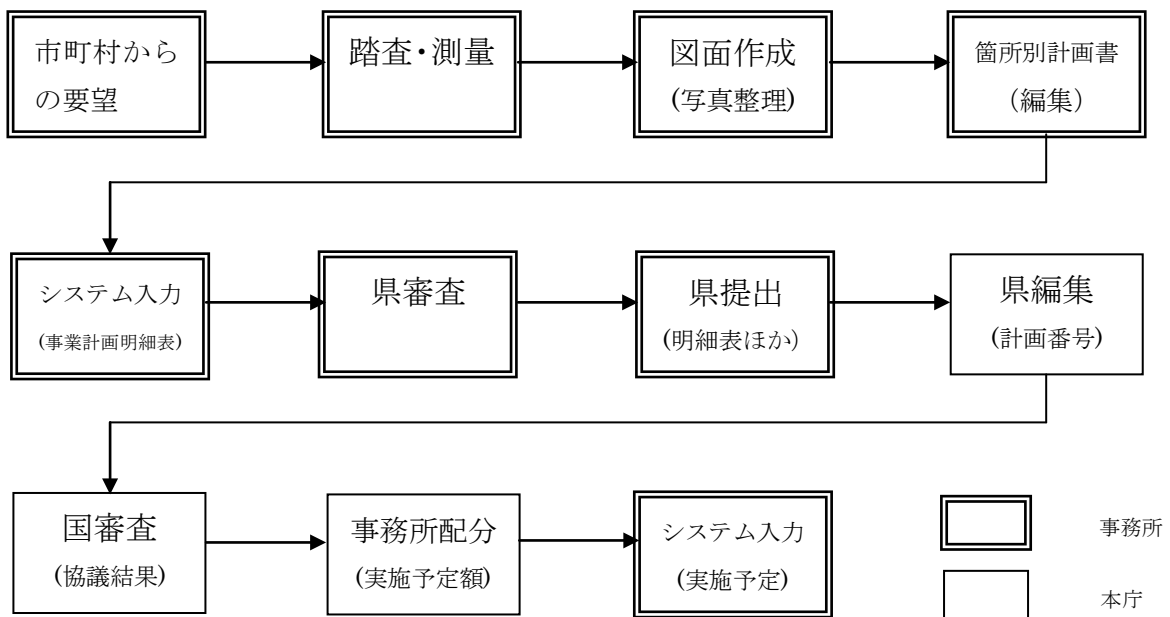 市町村から
の要望
踏査・測量
図面作成
(写真整理)
箇所別計画書
（編集）
システム入力
(事業計画明細表)
県審査
県提出
(明細表ほか)
県編集
(計画番号)
国審査
(協議結果)
事務所配分
(実施予定額)
システム入力
(実施予定)
事務所
本庁